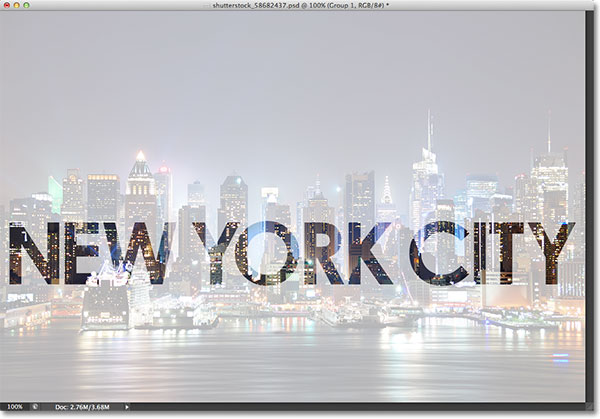 shutterstock_58682437.psd @ 100% (Group 1, RGB/8#) *
NEW YORK CITY
100%
Doc: 2.76M/3.68M